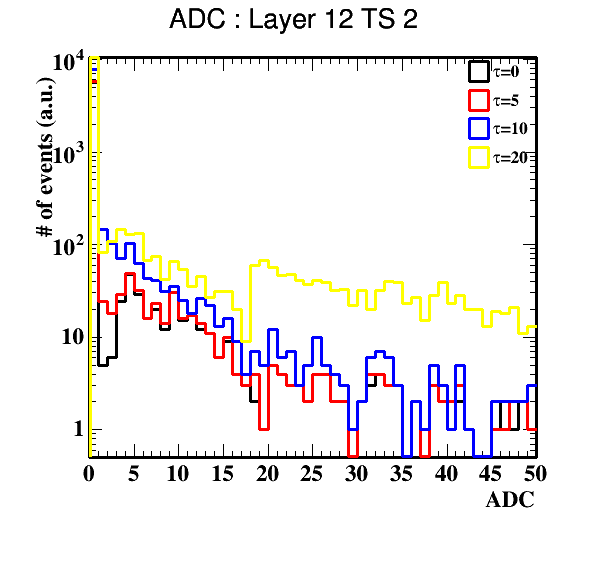 ADC : Layer 12 TS 2
# of events (a.u.)
10^4
10^3
10^2
10
1
τ=0
τ=5
τ=10
τ=20
0 5 10 15 20 25 30 35 40 45 50
ADC